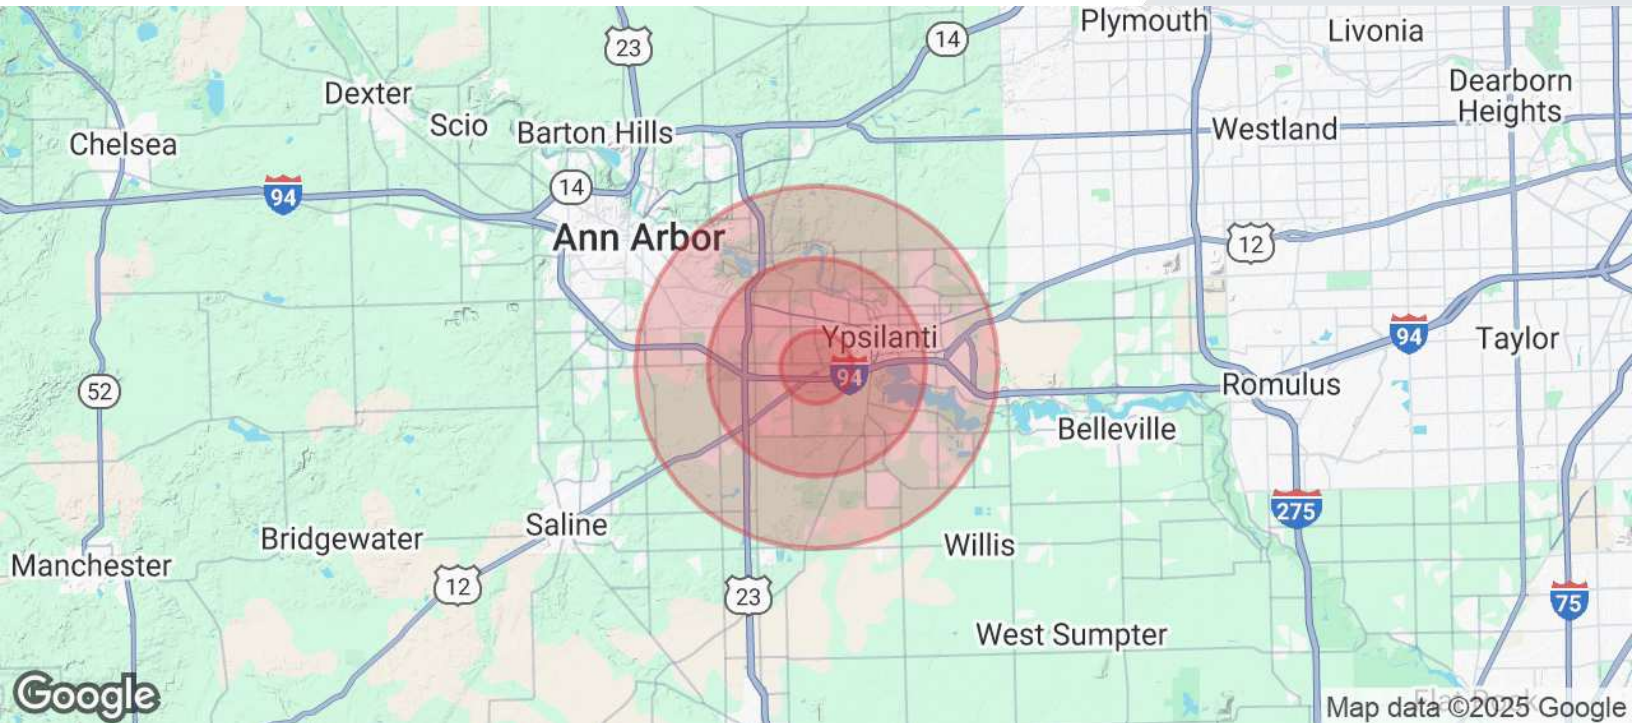 Plymouth
Livonia
23
14
Dexter
Dearborn
Heights
Scio
Barton Hills
Westland
Chelsea
94
14
Ann Arbor
12
Ypsilanti
94
94
Taylor
52
Romulus
Belleville
Saline
275
Bridgewater
Willis
Manchester
12
23
75
West Sumpter
Google
Flat Rock
Map data ©2025 Google